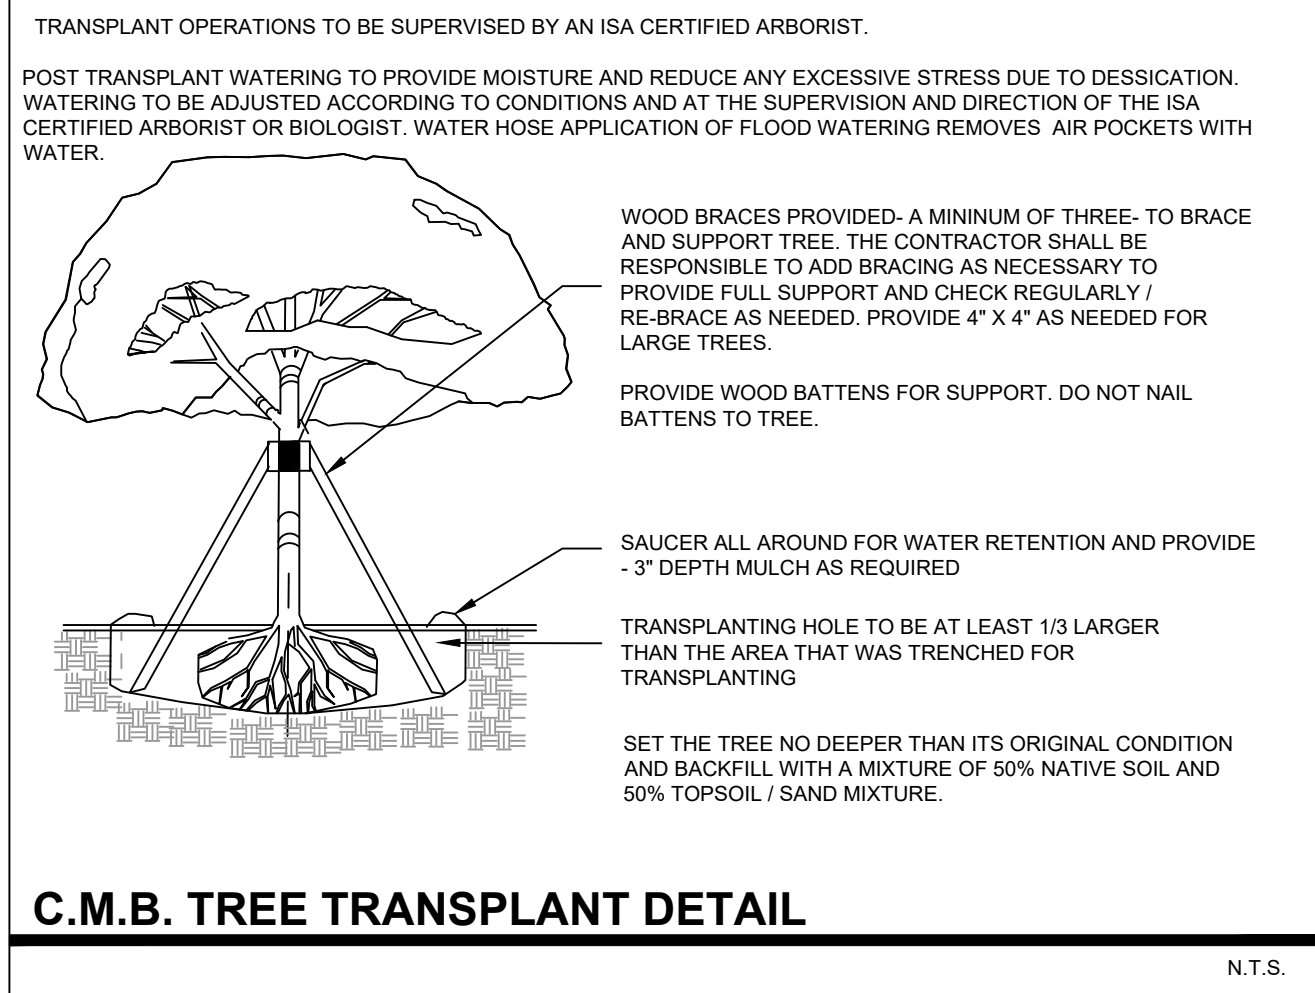 TRANSPLANT OPERATIONS TO BE SUPERVISED BY AN ISA CERTIFIED ARBORIST.
POST TRANSPLANT WATERING TO PROVIDE MOISTURE AND REDUCE ANY EXCESSIVE STRESS DUE TO DESSICATION.
WATERING TO BE ADJUSTED ACCORDING TO CONDITIONS AND AT THE SUPERVISION AND DIRECTION OF THE ISA
CERTIFIED ARBORIST OR BIOLOGIST. WATER HOSE APPLICATION OF FLOOD WATERING REMOVES AIR POCKETS WITH
WATER.
WOOD BRACES PROVIDED- A MININUM OF THREE- TO BRACE
AND SUPPORT TREE. THE CONTRACTOR SHALL BE
RESPONSIBLE TO ADD BRACING AS NECESSARY TO
PROVIDE FULL SUPPORT AND CHECK REGULARLY /
RE-BRACE AS NEEDED. PROVIDE 4" X 4" AS NEEDED FOR
LARGE TREES.
PROVIDE WOOD BATTENS FOR SUPPORT. DO NOT NAIL
BATTENS TO TREE.
SAUCER ALL AROUND FOR WATER RETENTION AND PROVIDE
- 3" DEPTH MULCH AS REQUIRED
TRANSPLANTING HOLE TO BE AT LEAST 1/3 LARGER
THAN THE AREA THAT WAS TRENCHED FOR
TRANSPLANTING
SET THE TREE NO DEEPER THAN ITS ORIGINAL CONDITION
AND BACKFILL WITH A MIXTURE OF 50% NATIVE SOIL AND
50% TOPSOIL / SAND MIXTURE.
C.M.B. TREE TRANSPLANT DETAIL
N.T.S.